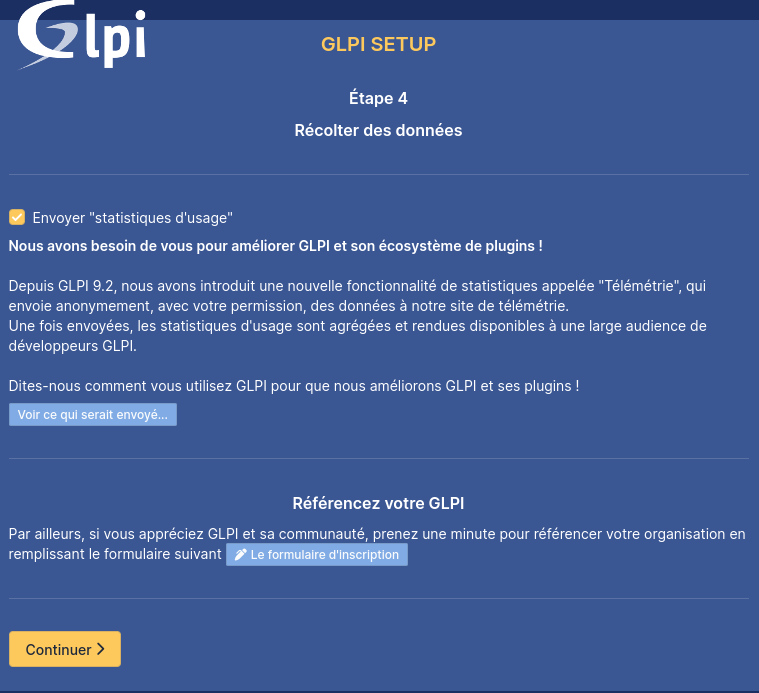 Glpi
GLPI SETUP
Étape 4
Récolter des données
Envoyer "statistiques d'usage"
Nous avons besoin de vous pour améliorer GLPI et son écosystème de plugins !
Depuis GLPI 9.2, nous avons introduit une nouvelle fonctionnalité de statistiques appelée "Télémétrie", qui
envoie anonymement, avec votre permission, des données à notre site de télémétrie.
Une fois envoyées, les statistiques d'usage sont agrégées et rendues disponibles à une large audience de
développeurs GLPI.
Dites-nous comment vous utilisez GLPI pour que nous améliorons GLPI et ses plugins !
Voir ce qui serait envoyé...
Référencez votre GLPI
Par ailleurs, si vous appréciez GLPI et sa communauté, prenez une minute pour référencer votre organisation en
remplissant le formulaire suivant Le formulaire d'inscription
Continuer